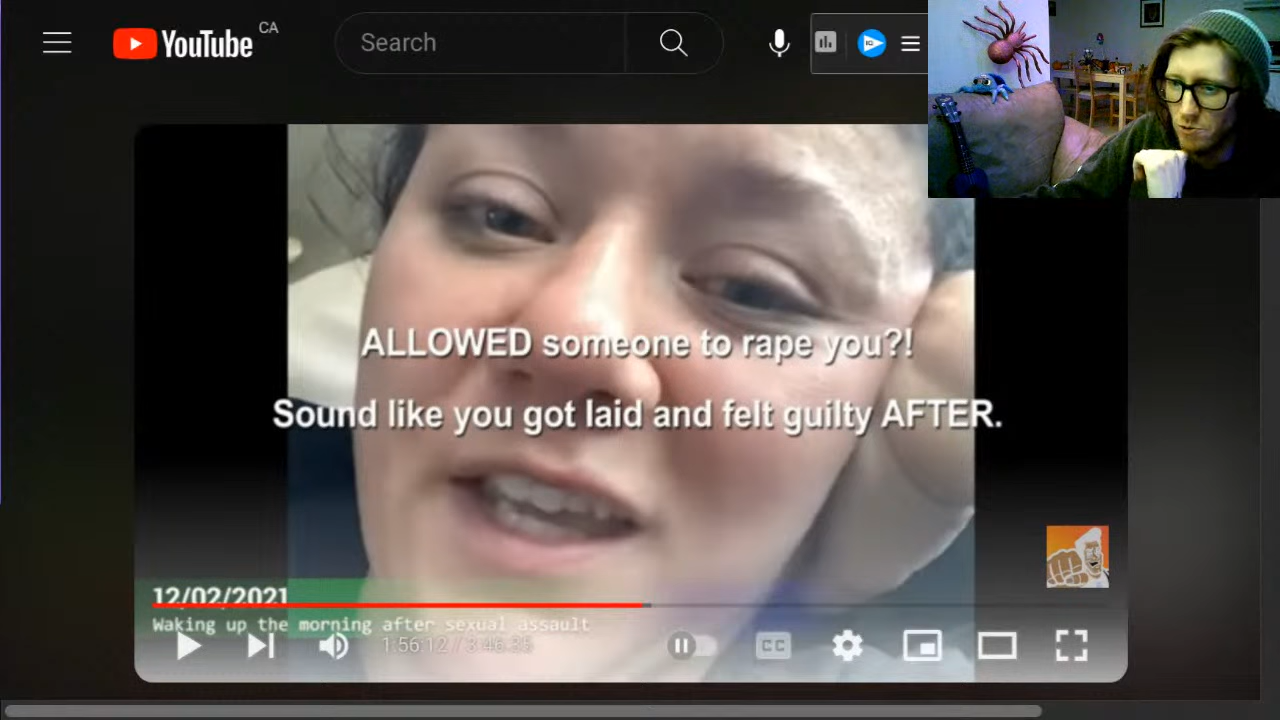 YouTube CA
Search
ALLOWED someone to rape you?!
Sound like you got laid and felt guilty AFTER.
12/02/2021
Waking up the morning after sexual assault
1:56:12 / 3:46:35
CC